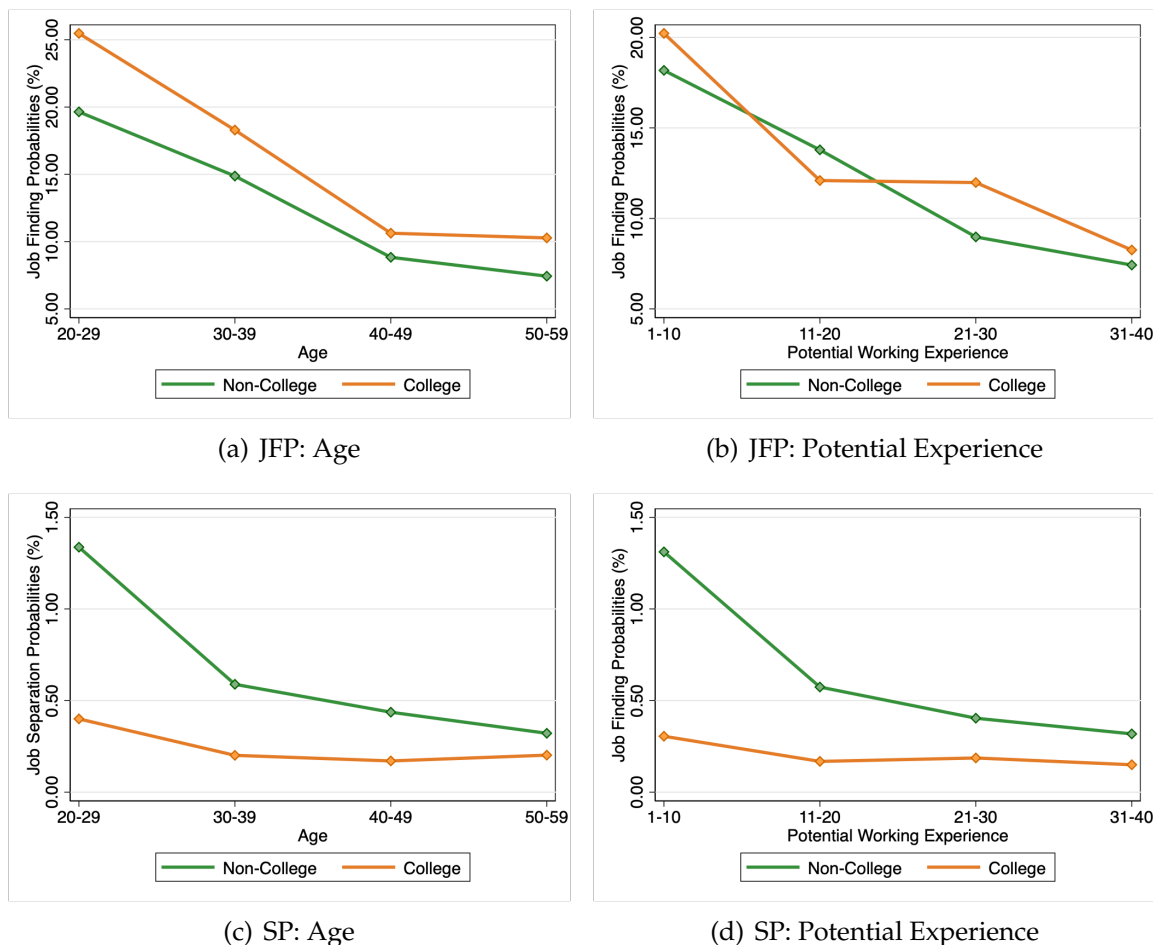 Job Finding Probabilities (%)
25.00
20.00
15.00
10.00
5.00
20-29
30-39
40-49
50-59
Age
Non-College
College
(a) JFP: Age
Job Finding Probabilities (%)
20.00
15.00
10.00
5.00
1-10
11-20
21-30
31-40
Potential Working Experience
Non-College
College
(b) JFP: Potential Experience
Job Separation Probabilities (%)
1.50
1.00
0.50
0.00
20-29
30-39
40-49
50-59
Age
Non-College
College
(c) SP: Age
Job Finding Probabilities (%)
1.50
1.00
0.50
0.00
1-10
11-20
21-30
31-40
Potential Working Experience
Non-College
College
(d) SP: Potential Experience